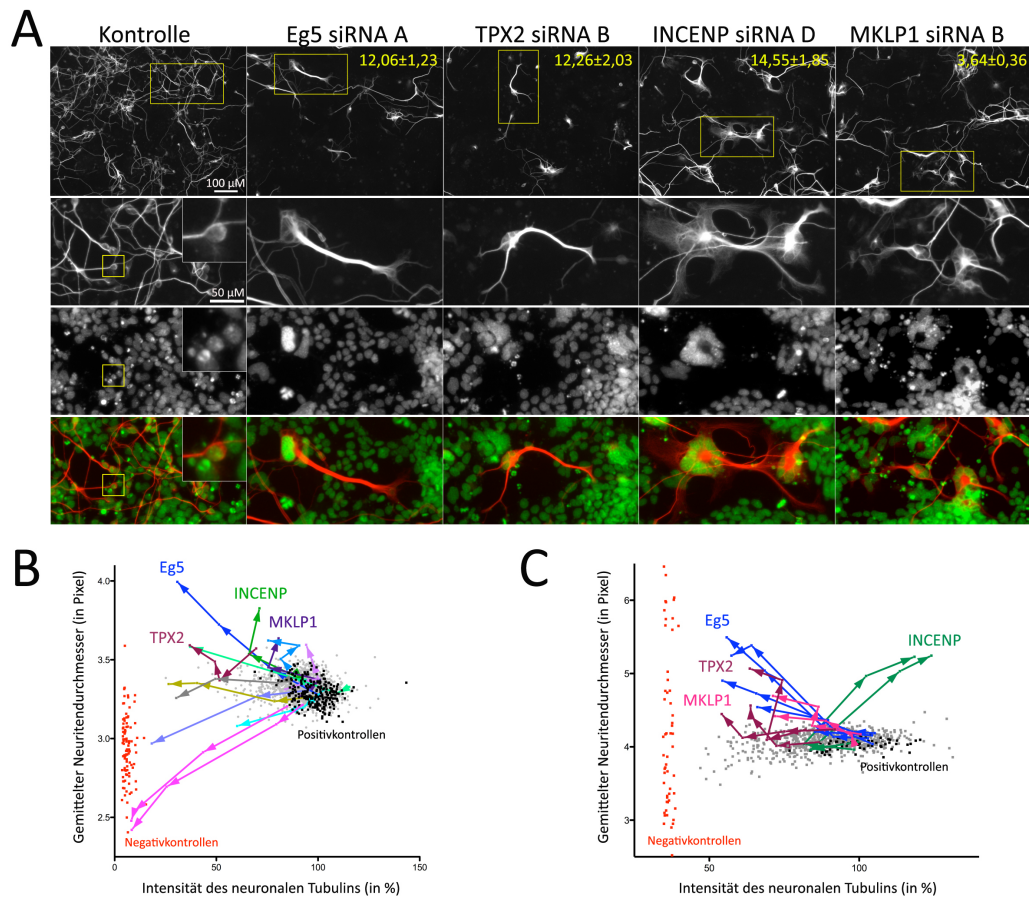 A
Kontrolle
Eg5 siRNA A
TPX2 siRNA B
INCENP siRNA D
MKLP1 siRNA B
12,06±1,23
12,26±2,03
14,55±1,85
3,64±0,36
100 µM
50 µM
B
Gemittelter Neuritendurchmesser (in Pixel)
4.0
3.5
3.0
2.5
Eg5
INCENP
MKLP1
TPX2
Positivkontrollen
Negativkontrollen
0
50
100
150
Intensität des neuronalen Tubulins (in %)
C
Gemittelter Neuritendurchmesser (in Pixel)
6
5
4
3
Eg5
INCENP
TPX2
MKLP1
Positivkontrollen
Negativkontrollen
50
100
Intensität des neuronalen Tubulins (in %)